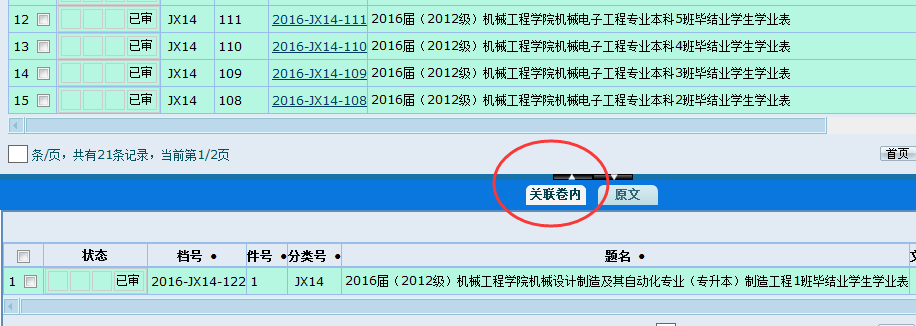 12 已审 JX14 111 2016-JX14-111 2016届（2012级）机械工程学院机械电子工程专业本科5班毕结业学生学业表
13 已审 JX14 110 2016-JX14-110 2016届（2012级）机械工程学院机械电子工程专业本科4班毕结业学生学业表
14 已审 JX14 109 2016-JX14-109 2016届（2012级）机械工程学院机械电子工程专业本科3班毕结业学生学业表
15 已审 JX14 108 2016-JX14-108 2016届（2012级）机械工程学院机械电子工程专业本科2班毕结业学生学业表
条/页，共有21条记录，当前第1/2页 首页
关联卷内 原文
状态 档号 • 件号 • 分类号 • 题名 •
1 已审 2016-JX14-122 1 JX14 2016届（2012级）机械工程学院机械设计制造及其自动化专业（专升本）制造工程1班毕结业学生学业表